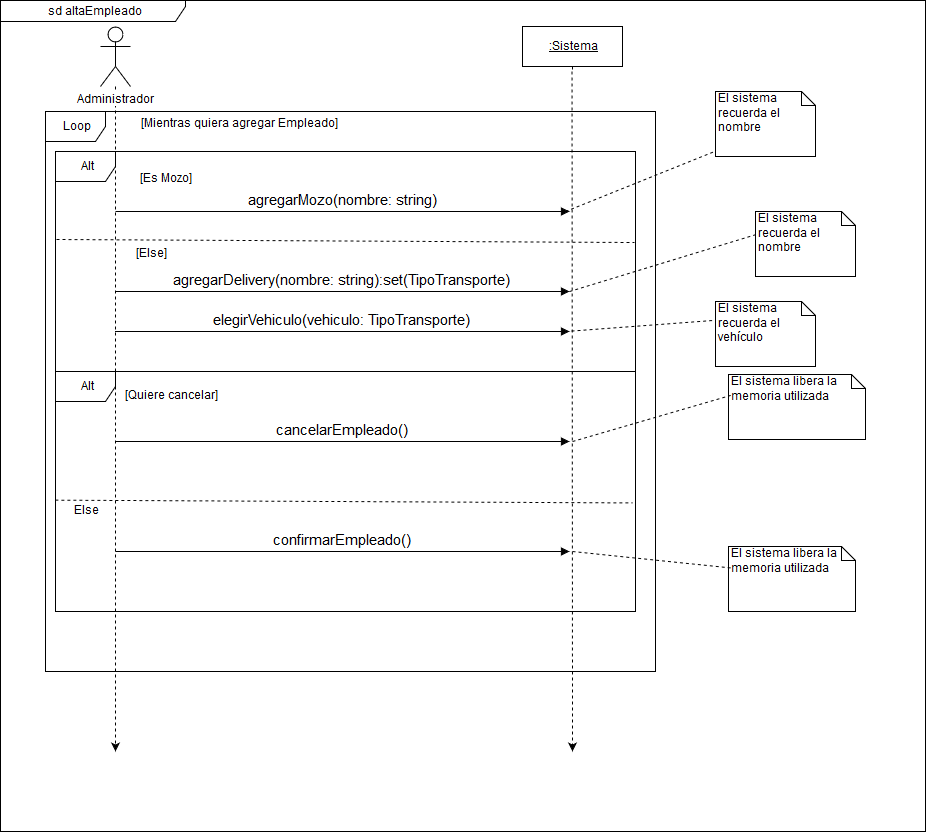 sd altaEmpleado
:Sistema
Administrador
Loop
[Mientras quiera agregar Empleado]
El sistema
recuerda el
nombre
Alt
[Es Mozo]
agregarMozo(nombre: string)
El sistema
recuerda el
nombre
[Else]
agregarDelivery(nombre: string):set(TipoTransporte)
elegirVehiculo(vehiculo: TipoTransporte)
El sistema
recuerda el
vehículo
Alt
[Quiere cancelar]
El sistema libera la
memoria utilizada
cancelarEmpleado()
Else
confirmarEmpleado()
El sistema libera la
memoria utilizada